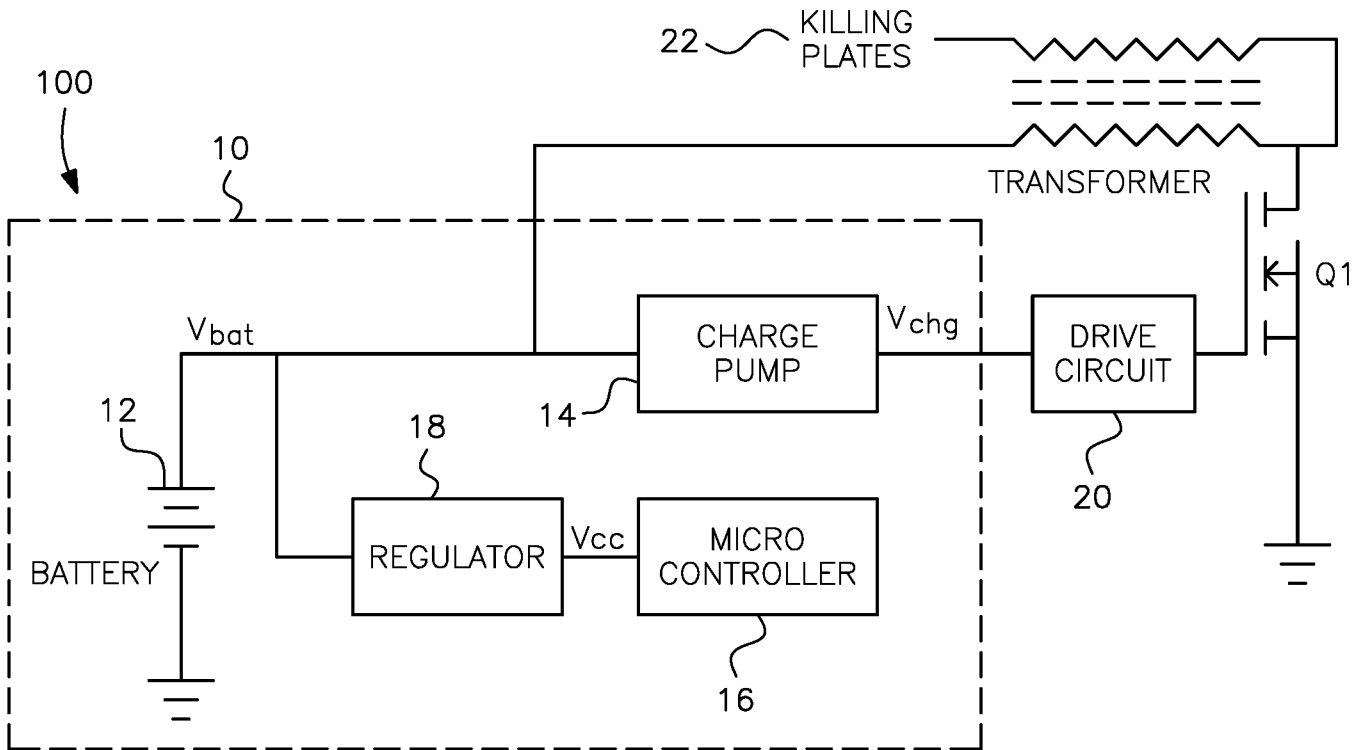 22
KILLING
PLATES
100
10
TRANSFORMER
Q1
Vbat
CHARGE
PUMP
Vchg
DRIVE
CIRCUIT
12
14
18
20
BATTERY
REGULATOR
Vcc
MICRO
CONTROLLER
16